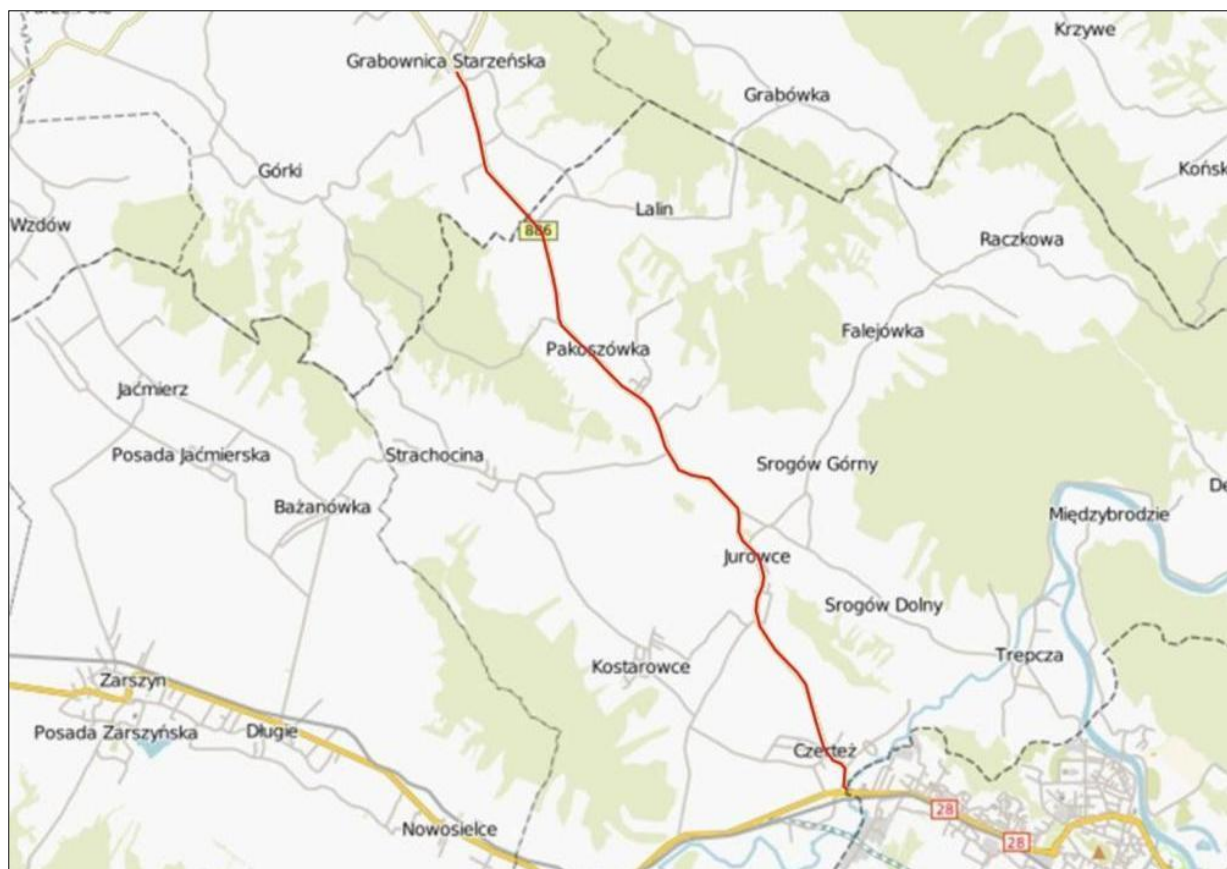 Krzywe
Grabownica Starzeńska
Grabówka
Górki
Końsk
Lalin
Wzdów
886
Raczkowa
Falejówka
Pakoszówka
Jaćmierz
Posada Jaćmierska
Strachocina
Srogów Górny
Bażanówka
Międzybrodzie
Jurowce
Srogów Dolny
Trepcza
Kostarowce
Zarszyn
Posada Zarszyńska
Długie
Czerteż
28
Nowosielce
28